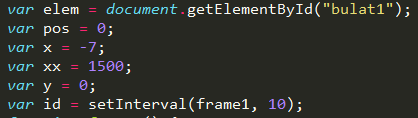 var elem = document.getElementById("bulat1");
var pos = 0;
var x = -7;
var xx = 1500;
var y = 0;
var id = setInterval(frame1, 10);